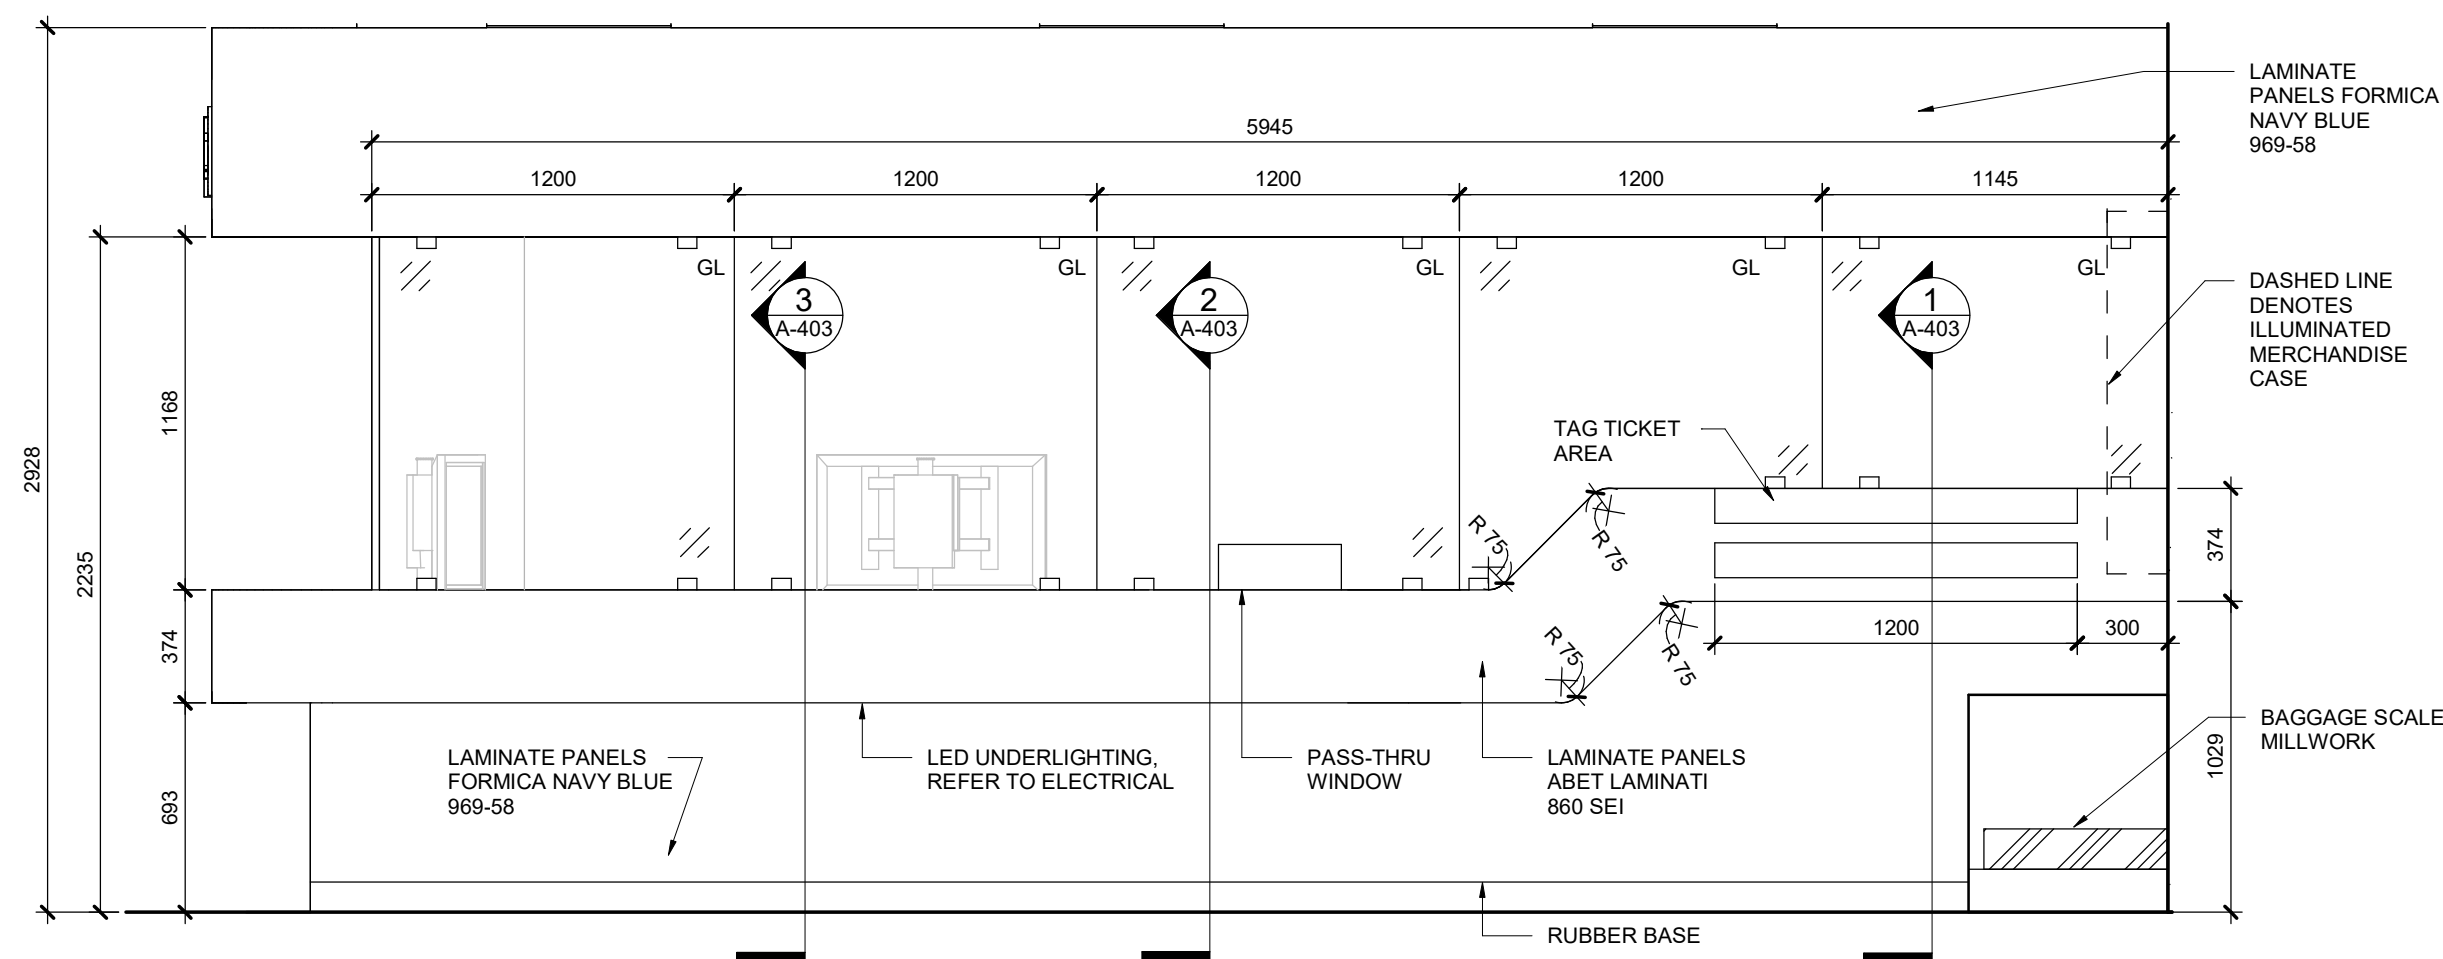 LAMINATE
PANELS FORMICA
NAVY BLUE
969-58
5945
1200
1200
1200
1200
1145
GL
GL
GL
GL
GL
3
A-403
2
A-403
1
A-403
DASHED LINE
DENOTES
ILLUMINATED
MERCHANDISE
CASE
2928
2235
1168
374
693
TAG TICKET
AREA
R 75
R 75
R 75
R 75
374
1200
300
1029
LAMINATE PANELS
FORMICA NAVY BLUE
969-58
LED UNDERLIGHTING,
REFER TO ELECTRICAL
PASS-THRU
WINDOW
LAMINATE PANELS
ABET LAMINATI
860 SEI
BAGGAGE SCALE
MILLWORK
RUBBER BASE